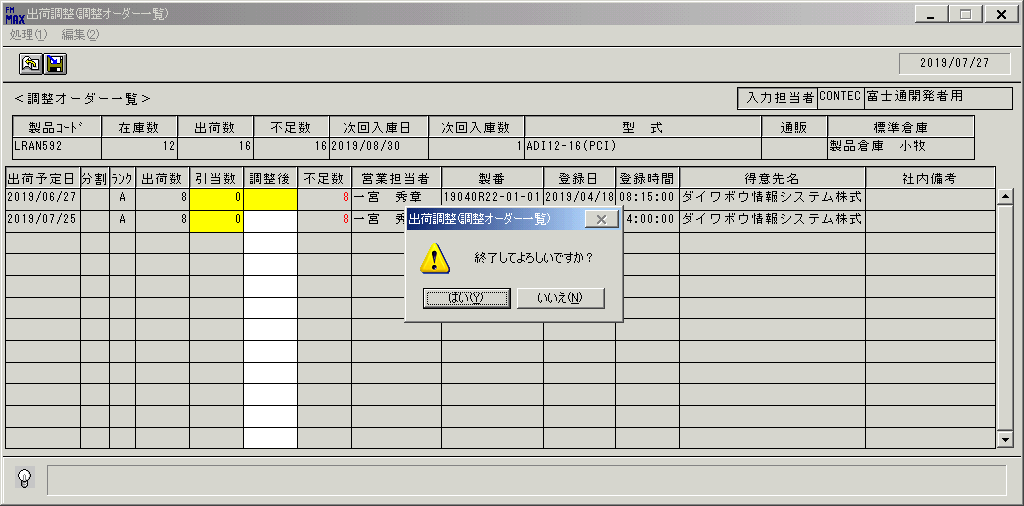 FM MAX 出荷調整(調整オーダー一覧)
処理(1) 編集(2)
2019/07/27
＜調整オーダー一覧＞
入力担当者 CONTEC 富士通開発者用
製品ｺｰﾄﾞ 在庫数 出荷数 不足数 次回入庫日 次回入庫数 型　式 通販 標準倉庫
LRAN592 12 16 16 2019/08/30 1 ADI12-16(PCI) 製品倉庫　小牧
出荷予定日 分割 ﾗﾝｸ 出荷数 引当数 調整後 不足数 営業担当者 製番 登録日 登録時間 得意先名 社内備考
2019/06/27 A 8 0 8 一宮　秀章 19040R22-01-01 2019/04/18 08:15:00 ダイワボウ情報システム株式
2019/07/25 A 8 0 8 一宮 4:00:00 ダイワボウ情報システム株式
出荷調整(調整オーダー一覧)
終了してよろしいですか？
はい(Y) いいえ(N)